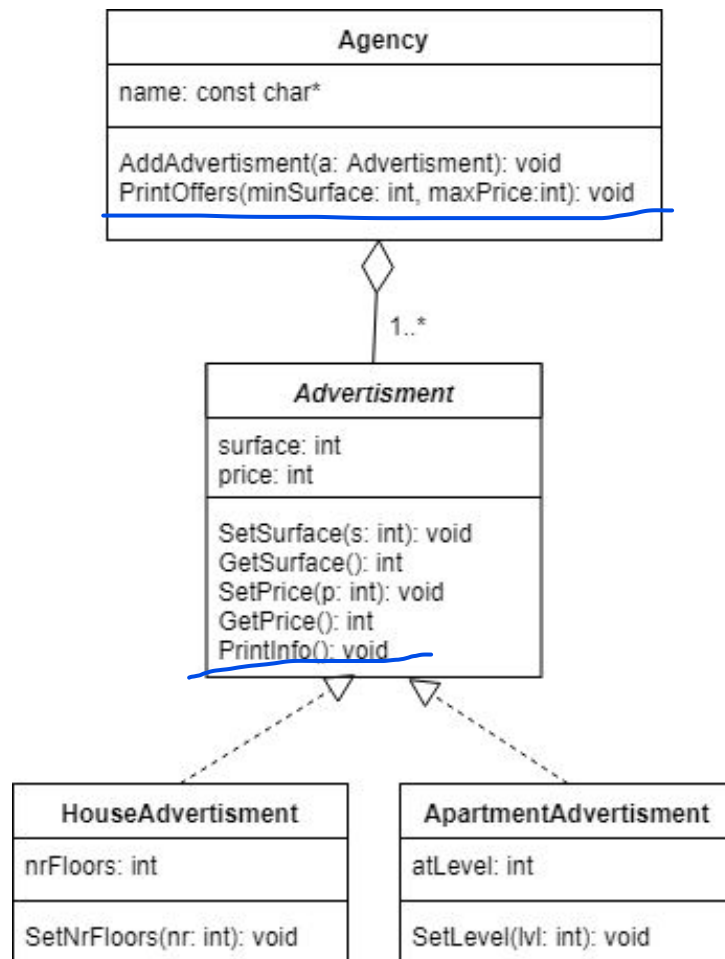 Agency
name: const char*
AddAdvertisment(a: Advertisment): void
PrintOffers(minSurface: int, maxPrice:int): void
1..*
Advertisment
surface: int
price: int
SetSurface(s: int): void
GetSurface(): int
SetPrice(p: int): void
GetPrice(): int
PrintInfo(): void
HouseAdvertisment
nrFloors: int
SetNrFloors(nr: int): void
ApartmentAdvertisment
atLevel: int
SetLevel(lvl: int): void